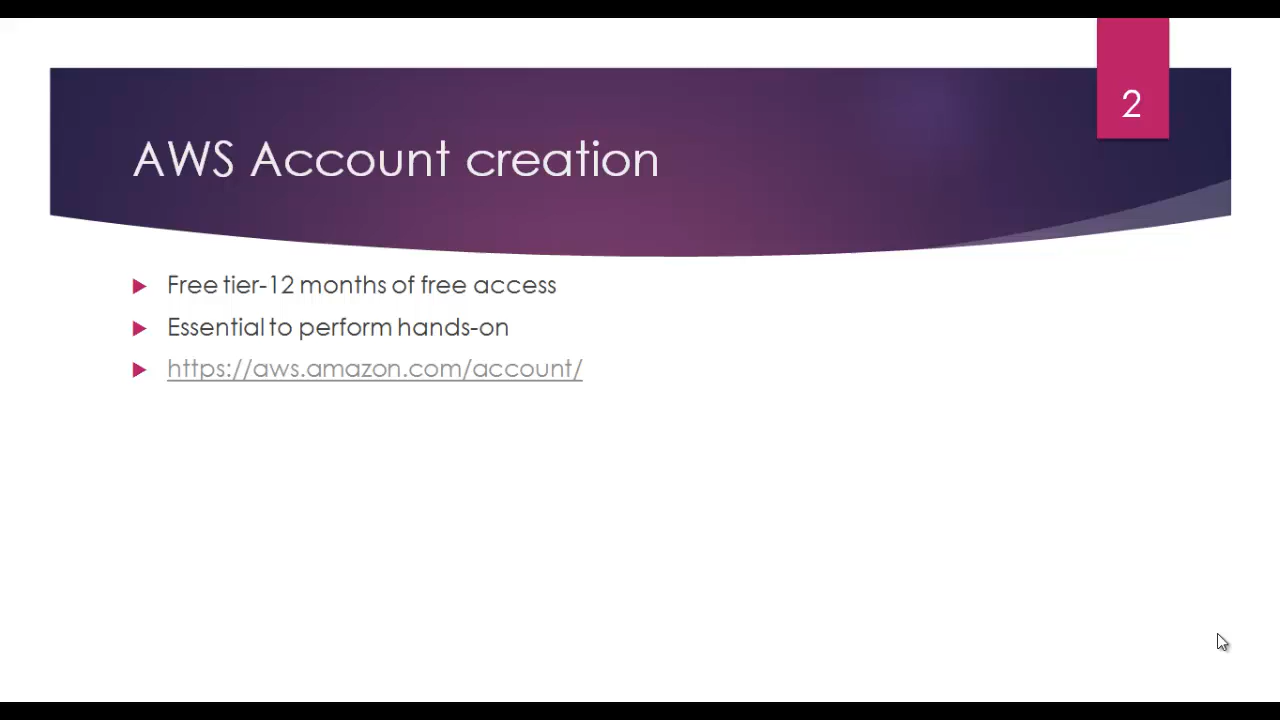 2
AWS Account creation
Free tier-12 months of free access
Essential to perform hands-on
https://aws.amazon.com/account/